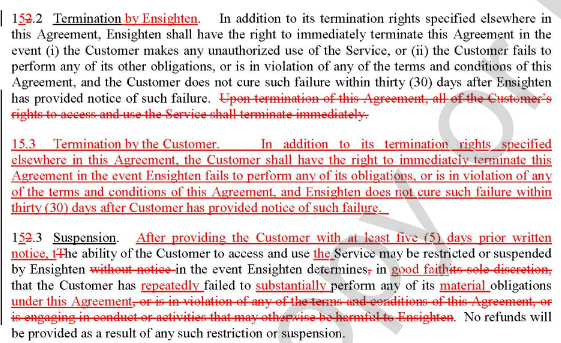 152.2 Termination by Ensighten. In addition to its termination rights specified elsewhere in
this Agreement, Ensighten shall have the right to immediately terminate this Agreement in the
event (i) the Customer makes any unauthorized use of the Service, or (ii) the Customer fails to
perform any of its other obligations, or is in violation of any of the terms and conditions of this
Agreement, and the Customer does not cure such failure within thirty (30) days after Ensighten
has provided notice of such failure. Upon termination of this Agreement, all of the Customer's
rights to access and use the Service shall terminate immediately.
15.3 Termination by the Customer. In addition to its termination rights specified
elsewhere in this Agreement, the Customer shall have the right to immediately terminate this
Agreement in the event Ensighten fails to perform any of its obligations, or is in violation of any
of the terms and conditions of this Agreement, and Ensighten does not cure such failure within
thirty (30) days after Customer has provided notice of such failure.
152.3 Suspension. After providing the Customer with at least five (5) days prior written
notice, tThe ability of the Customer to access and use the Service may be restricted or suspended
by Ensighten without notice in the event Ensighten determines, in good faithits sole discretion,
that the Customer has repeatedly failed to substantially perform any of its material obligations
under this Agreement, or is in violation of any of the terms and conditions of this Agreement, or
is engaging in conduct or activities that may otherwise be harmful to Ensighten. No refunds will
be provided as a result of any such restriction or suspension.